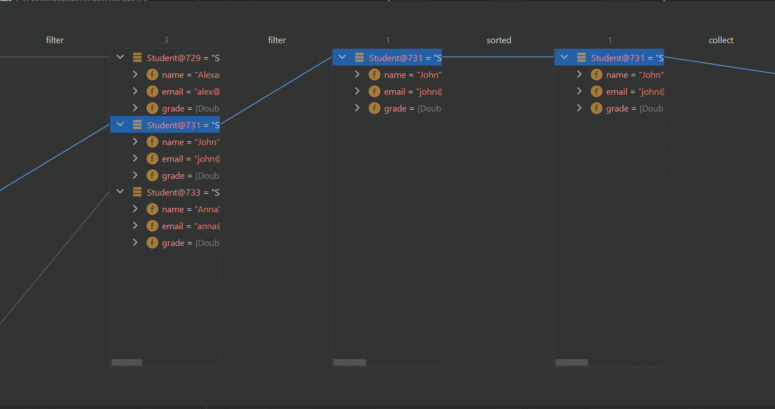 filter 3 filter 1 sorted 1 collect
Student@729 = "S
name = "Alexa
email = "alex@
grade = {Doub
Student@731 = "S
name = "John"
email = "john@
grade = {Doub
Student@733 = "S
name = "Anna"
email = "anna@
grade = {Doub
Student@731 = "S
name = "John"
email = "john@
grade = {Doub
Student@731 = "S
name = "John"
email = "john@
grade = {Doub